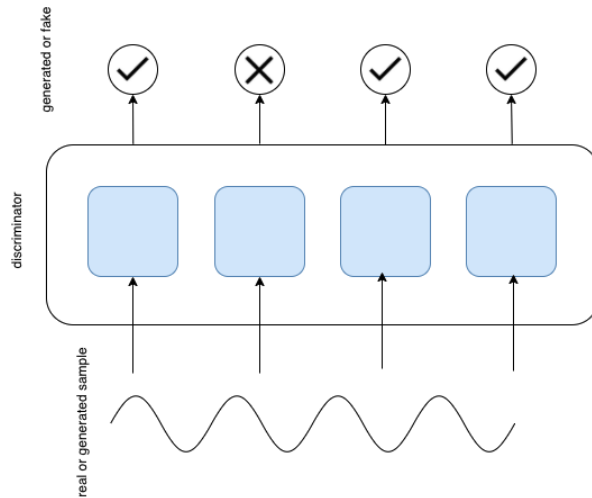 generated or fake
discriminator
real or generated sample